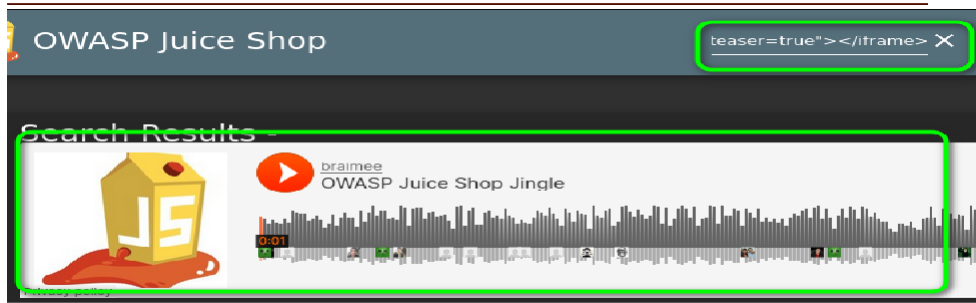 OWASP Juice Shop
teaser=true"></iframe> X
Search Results -
braimee
OWASP Juice Shop Jingle
JS
0:01
Privacy policy